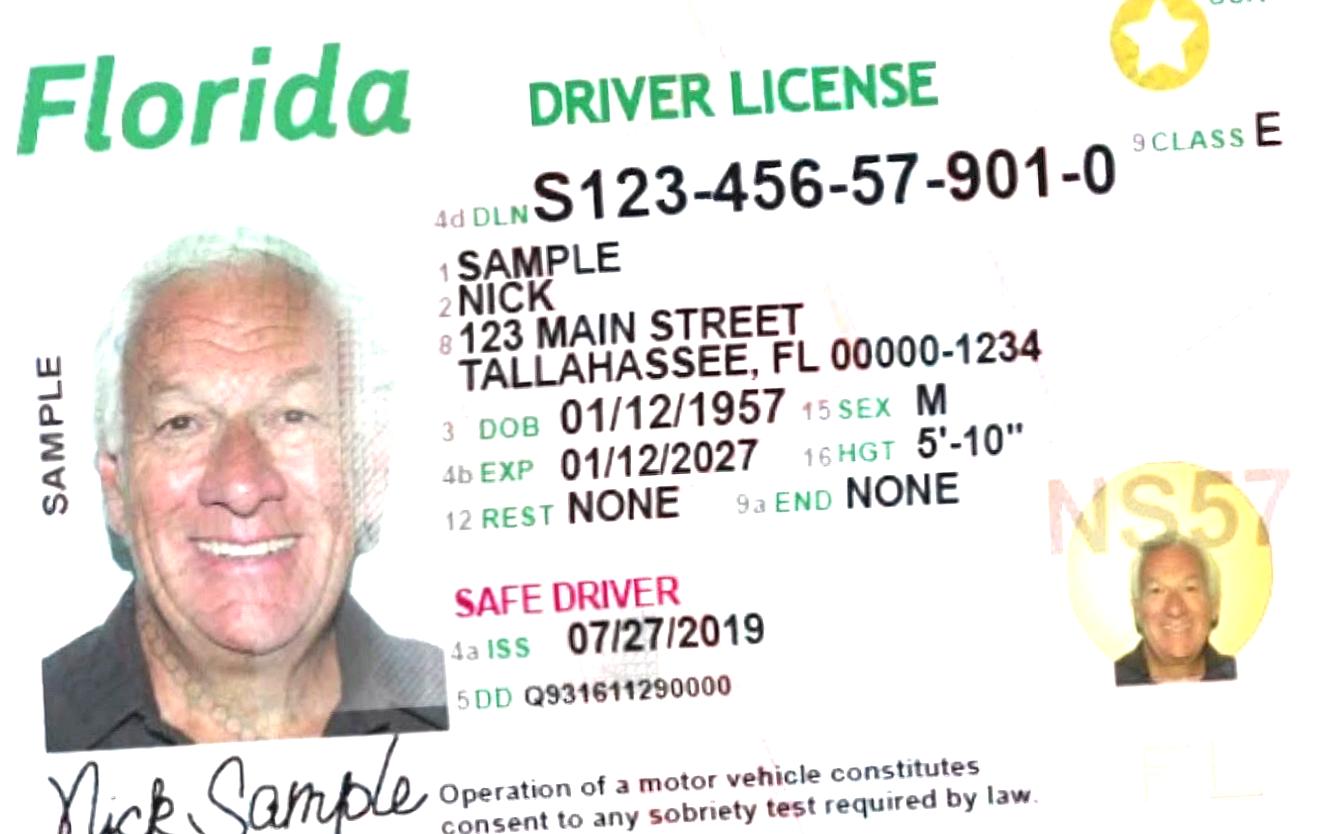 Florida
DRIVER LICENSE
9 CLASS E
4d DLN S123-456-57-901-0
1 SAMPLE
2 NICK
8 123 MAIN STREET
TALLAHASSEE, FL 00000-1234
3 DOB 01/12/1957 15 SEX M
4b EXP 01/12/2027 16 HGT 5'-10"
12 REST NONE 9a END NONE
SAFE DRIVER
4a ISS 07/27/2019
5 DD Q931611290000
SAMPLE
NS57
FL
Nick Sample
Operation of a motor vehicle constitutes
consent to any sobriety test required by law.